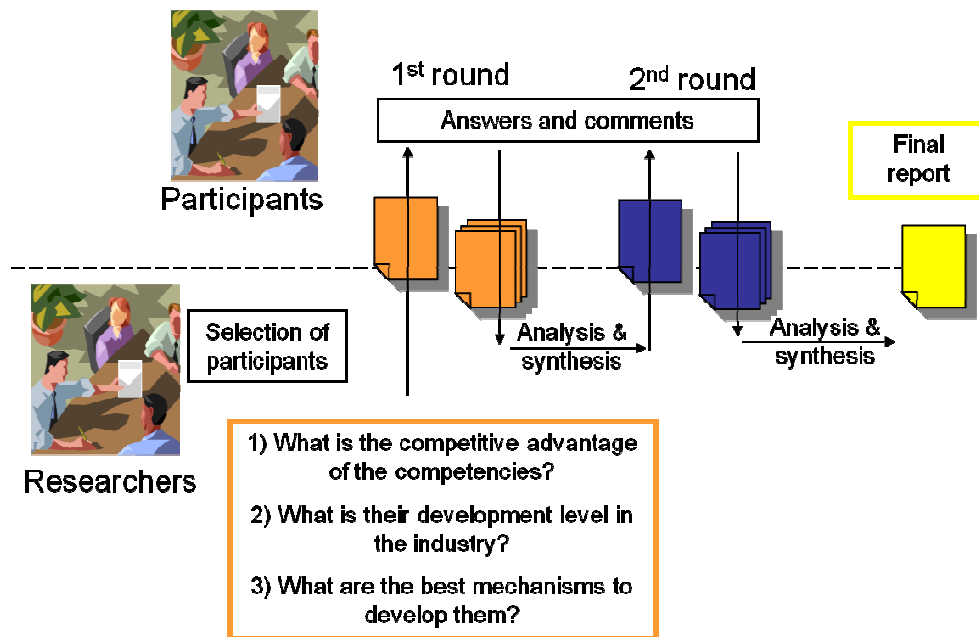 1st round
2nd round
Answers and comments
Final
report
Participants
Selection of
participants
Analysis &
synthesis
Analysis &
synthesis
Researchers
1) What is the competitive advantage
of the competencies?
2) What is their development level in
the industry?
3) What are the best mechanisms to
develop them?